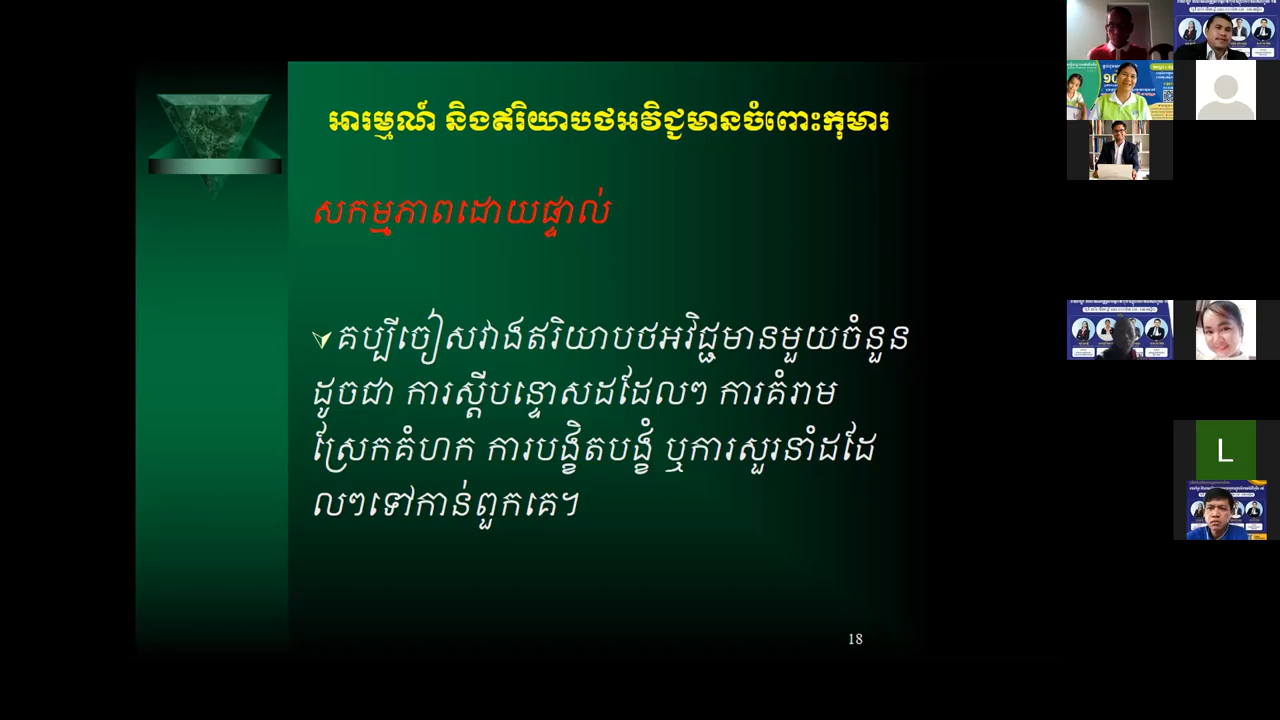 អារម្មណ៍ និងឥរិយាបថអវិជ្ជមានចំពោះកុមារ
សកម្មភាពដោយផ្ទាល់
គប្បីចៀសវាងឥរិយាបថអវិជ្ជមានមួយចំនួន
ដូចជា ការស្ដីបន្ទោសដដែលៗ ការគំរាម
ស្រែកគំហក ការបង្ខិតបង្ខំ ឬការសួរនាំដដែ
លៗទៅកាន់ពួកគេ។
18
L